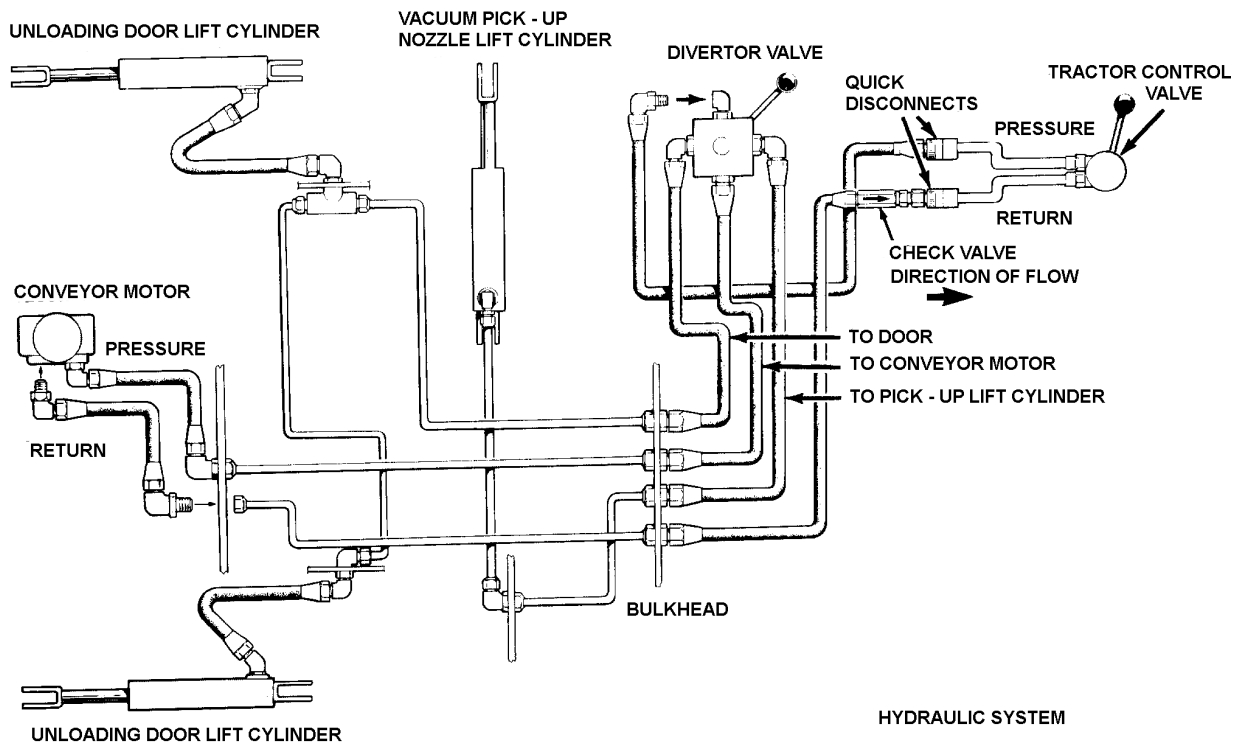 UNLOADING DOOR LIFT CYLINDER
VACUUM PICK - UP
NOZZLE LIFT CYLINDER
DIVERTOR VALVE
QUICK
DISCONNECTS
TRACTOR CONTROL
VALVE
PRESSURE
RETURN
CHECK VALVE
DIRECTION OF FLOW
CONVEYOR MOTOR
PRESSURE
RETURN
TO DOOR
TO CONVEYOR MOTOR
TO PICK - UP LIFT CYLINDER
BULKHEAD
UNLOADING DOOR LIFT CYLINDER
HYDRAULIC SYSTEM